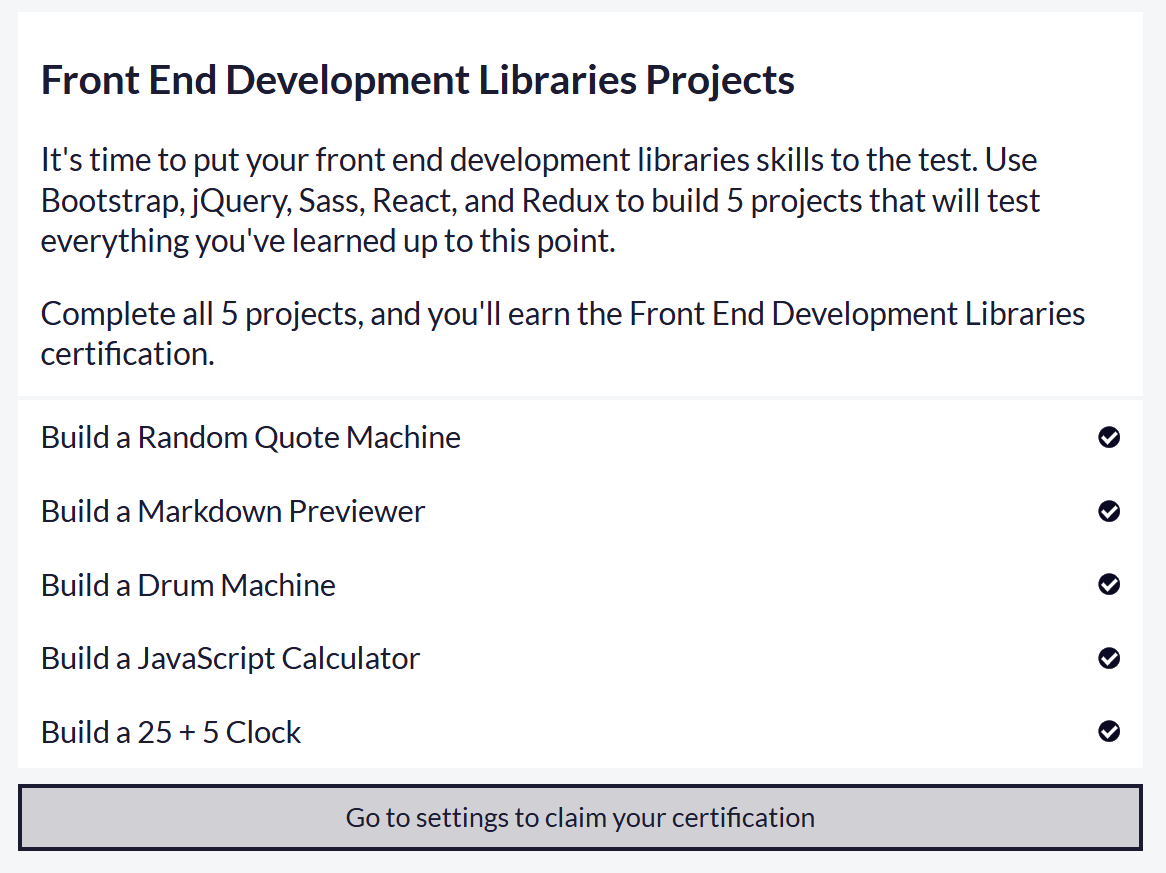 Front End Development Libraries Projects
It's time to put your front end development libraries skills to the test. Use
Bootstrap, jQuery, Sass, React, and Redux to build 5 projects that will test
everything you've learned up to this point.
Complete all 5 projects, and you'll earn the Front End Development Libraries
certification.
Build a Random Quote Machine
Build a Markdown Previewer
Build a Drum Machine
Build a JavaScript Calculator
Build a 25 + 5 Clock
Go to settings to claim your certification